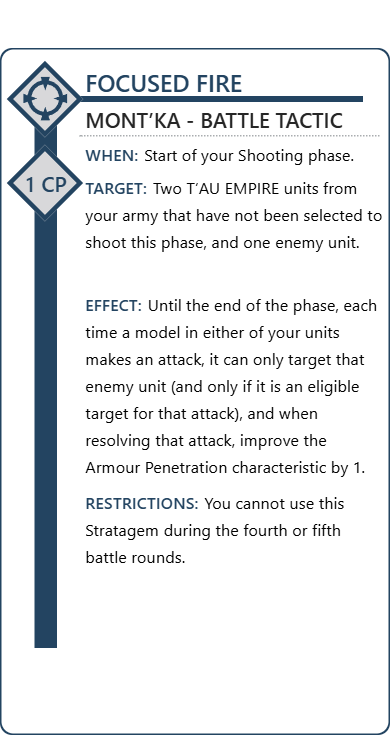 FOCUSED FIRE
MONT’KA - BATTLE TACTIC
WHEN: Start of your Shooting phase.
1 CP
TARGET: Two T’AU EMPIRE units from
your army that have not been selected to
shoot this phase, and one enemy unit.
EFFECT: Until the end of the phase, each
time a model in either of your units
makes an attack, it can only target that
enemy unit (and only if it is an eligible
target for that attack), and when
resolving that attack, improve the
Armour Penetration characteristic by 1.
RESTRICTIONS: You cannot use this
Stratagem during the fourth or fifth
battle rounds.